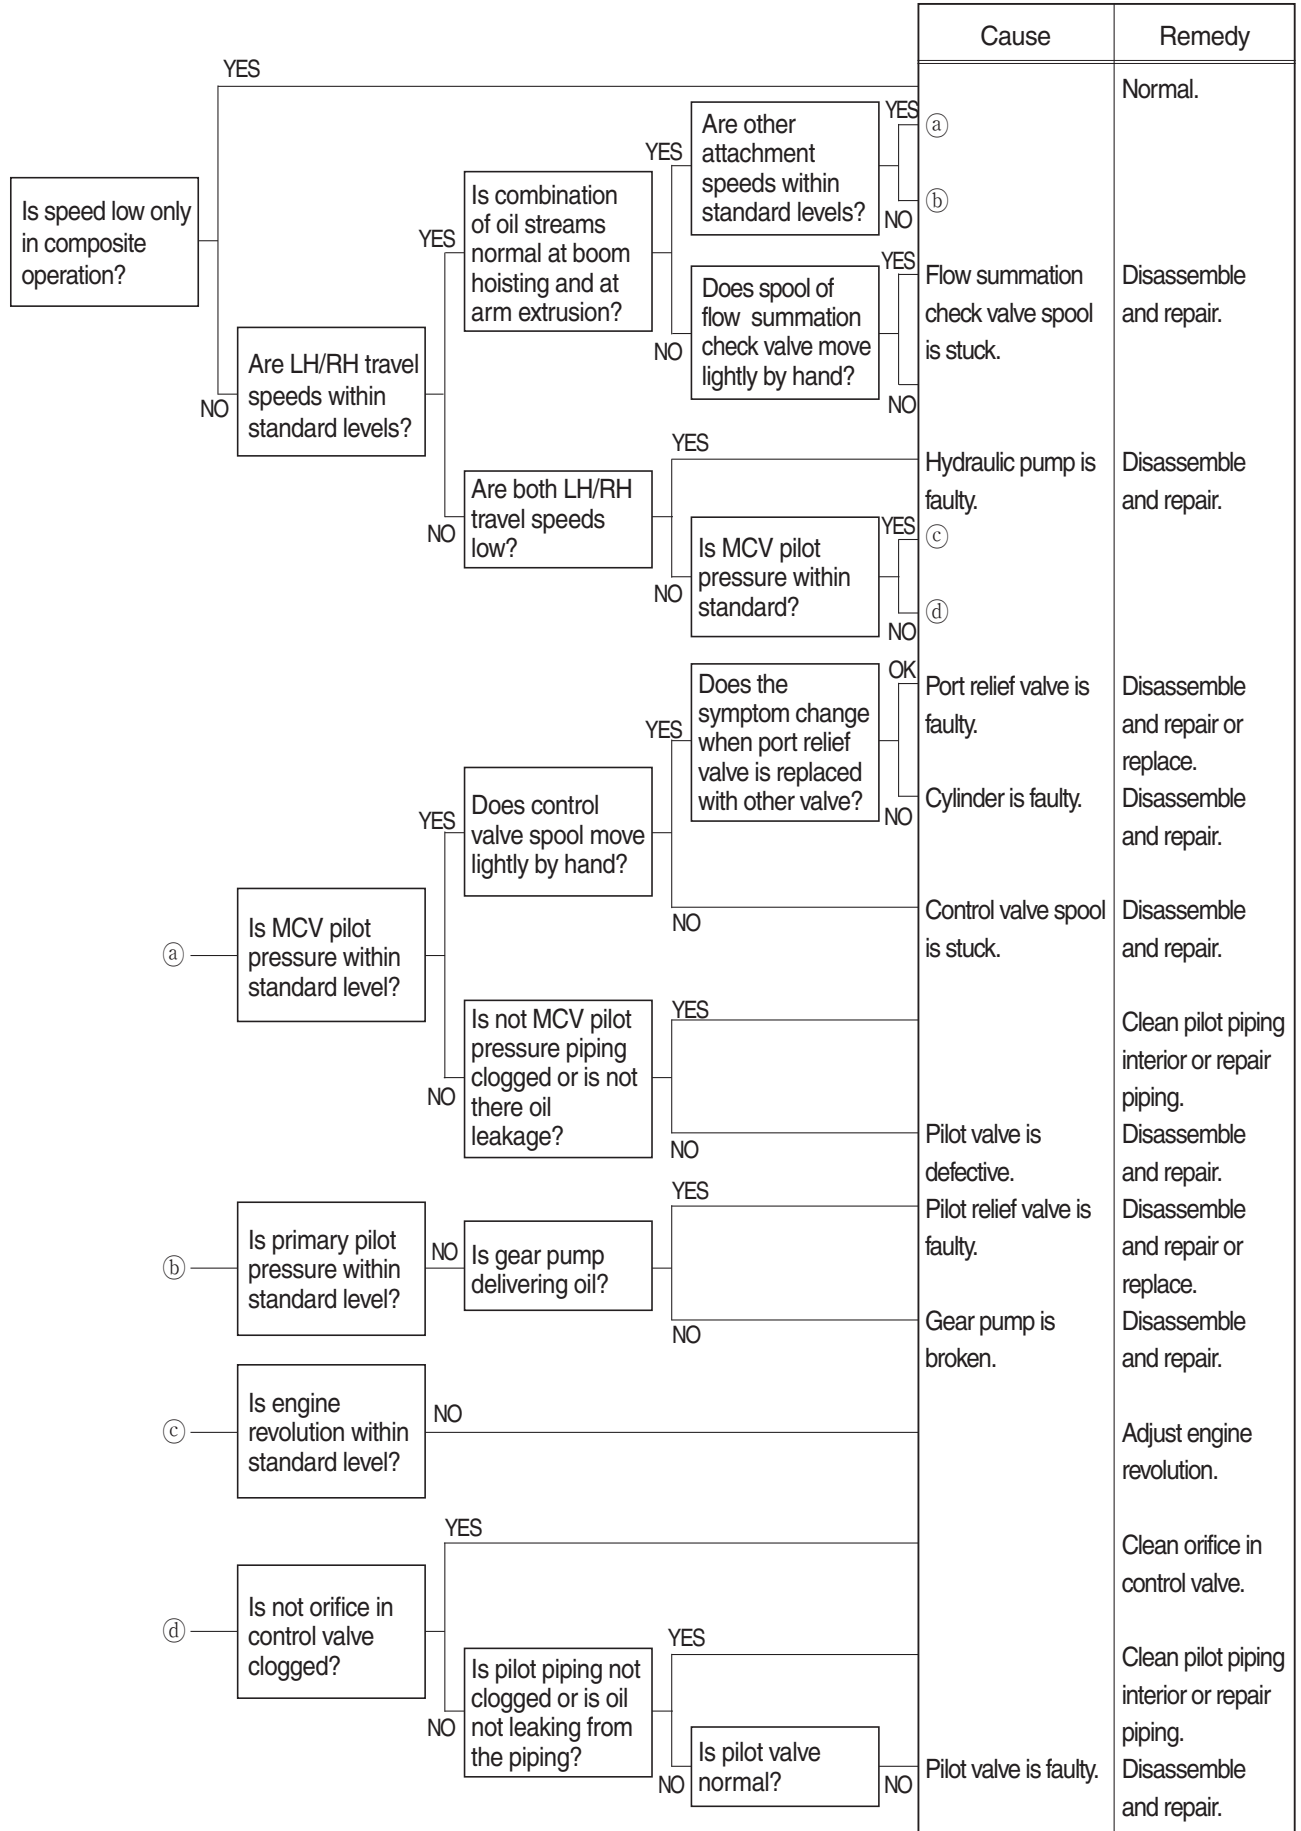 Cause
Remedy
YES
Normal.
Is speed low only
in composite
operation?
NO
Are LH/RH travel
speeds within
standard levels?
YES
Is combination
of oil streams
normal at boom
hoisting and at
arm extrusion?
YES
Are other
attachment
speeds within
standard levels?
YES
ⓐ
NO
ⓑ
NO
Does spool of
flow summation
check valve move
lightly by hand?
YES
NO
Flow summation
check valve spool
is stuck.
Disassemble
and repair.
NO
Are both LH/RH
travel speeds
low?
YES
Hydraulic pump is
faulty.
Disassemble
and repair.
NO
Is MCV pilot
pressure within
standard?
YES
ⓒ
NO
ⓓ
ⓐ
Is MCV pilot
pressure within
standard level?
YES
Does control
valve spool move
lightly by hand?
YES
Does the
symptom change
when port relief
valve is replaced
with other valve?
OK
Port relief valve is
faulty.
Disassemble
and repair or
replace.
NO
Cylinder is faulty.
Disassemble
and repair.
NO
Control valve spool
is stuck.
Disassemble
and repair.
NO
Is not MCV pilot
pressure piping
clogged or is not
there oil
leakage?
YES
Clean pilot piping
interior or repair
piping.
NO
Pilot valve is
defective.
Disassemble
and repair.
ⓑ
Is primary pilot
pressure within
standard level?
NO
Is gear pump
delivering oil?
YES
Pilot relief valve is
faulty.
Disassemble
and repair or
replace.
NO
Gear pump is
broken.
Disassemble
and repair.
ⓒ
Is engine
revolution within
standard level?
NO
Adjust engine
revolution.
ⓓ
Is not orifice in
control valve
clogged?
YES
Clean orifice in
control valve.
NO
Is pilot piping not
clogged or is oil
not leaking from
the piping?
YES
Clean pilot piping
interior or repair
piping.
NO
Is pilot valve
normal?
NO
Pilot valve is faulty.
Disassemble
and repair.